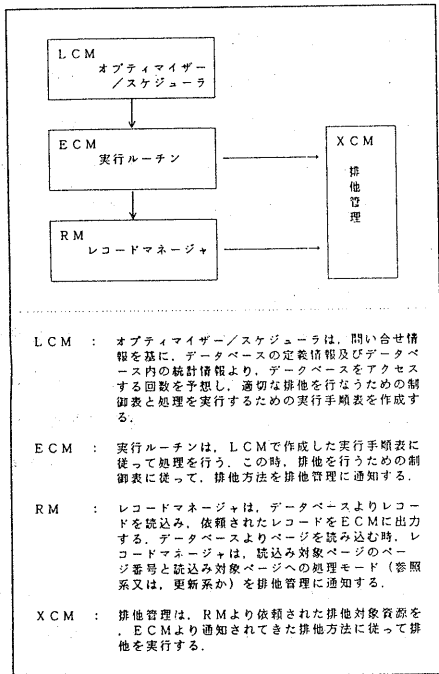 LCM
オプティマイザー
／スケジューラ
ECM
実行ルーチン
XCM
排他管理
RM
レコードマネージャ
LCM : オプティマイザー／スケジューラは，問い合せ情
報を基に，データベースの定義情報及びデータベ
ース内の統計情報より，データベースをアクセス
する回数を予想し，適切な排他を行なうための制
御表と処理を実行するための実行手順表を作成す
る．
ECM : 実行ルーチンは，LCMで作成した実行手順表に
従って処理を行う．この時，排他を行うための制
御表に従って，排他方法を排他管理に通知する．
RM : レコードマネージャは，データベースよりレコー
ドを読込み，依頼されたレコードをECMに出力
する．データベースよりページを読み込む時，レ
コードマネージャは，読込み対象ページのペー
ジ番号と読込み対象ページへの処理モード（参照
系又は，更新系か）を排他管理に通知する．
XCM : 排他管理は，RMより依頼された排他対象資源を
，ECMより通知されてきた排他方法に従って排
他を実行する．